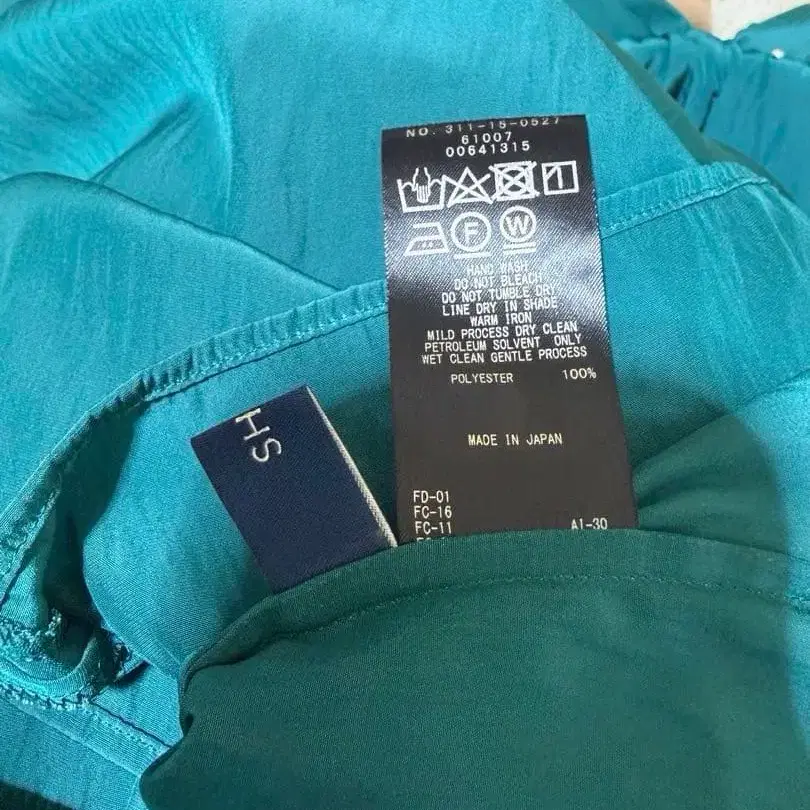 NO. 311-15-0527
61007
00641315
F W
HAND WASH
DO NOT BLEACH
DO NOT TUMBLE DRY
LINE DRY IN SHADE
WARM IRON
MILD PROCESS DRY CLEAN
PETROLEUM SOLVENT ONLY
WET CLEAN GENTLE PROCESS
POLYESTER 100%
MADE IN JAPAN
FD-01
FC-16
FC-11 AI-30
HS